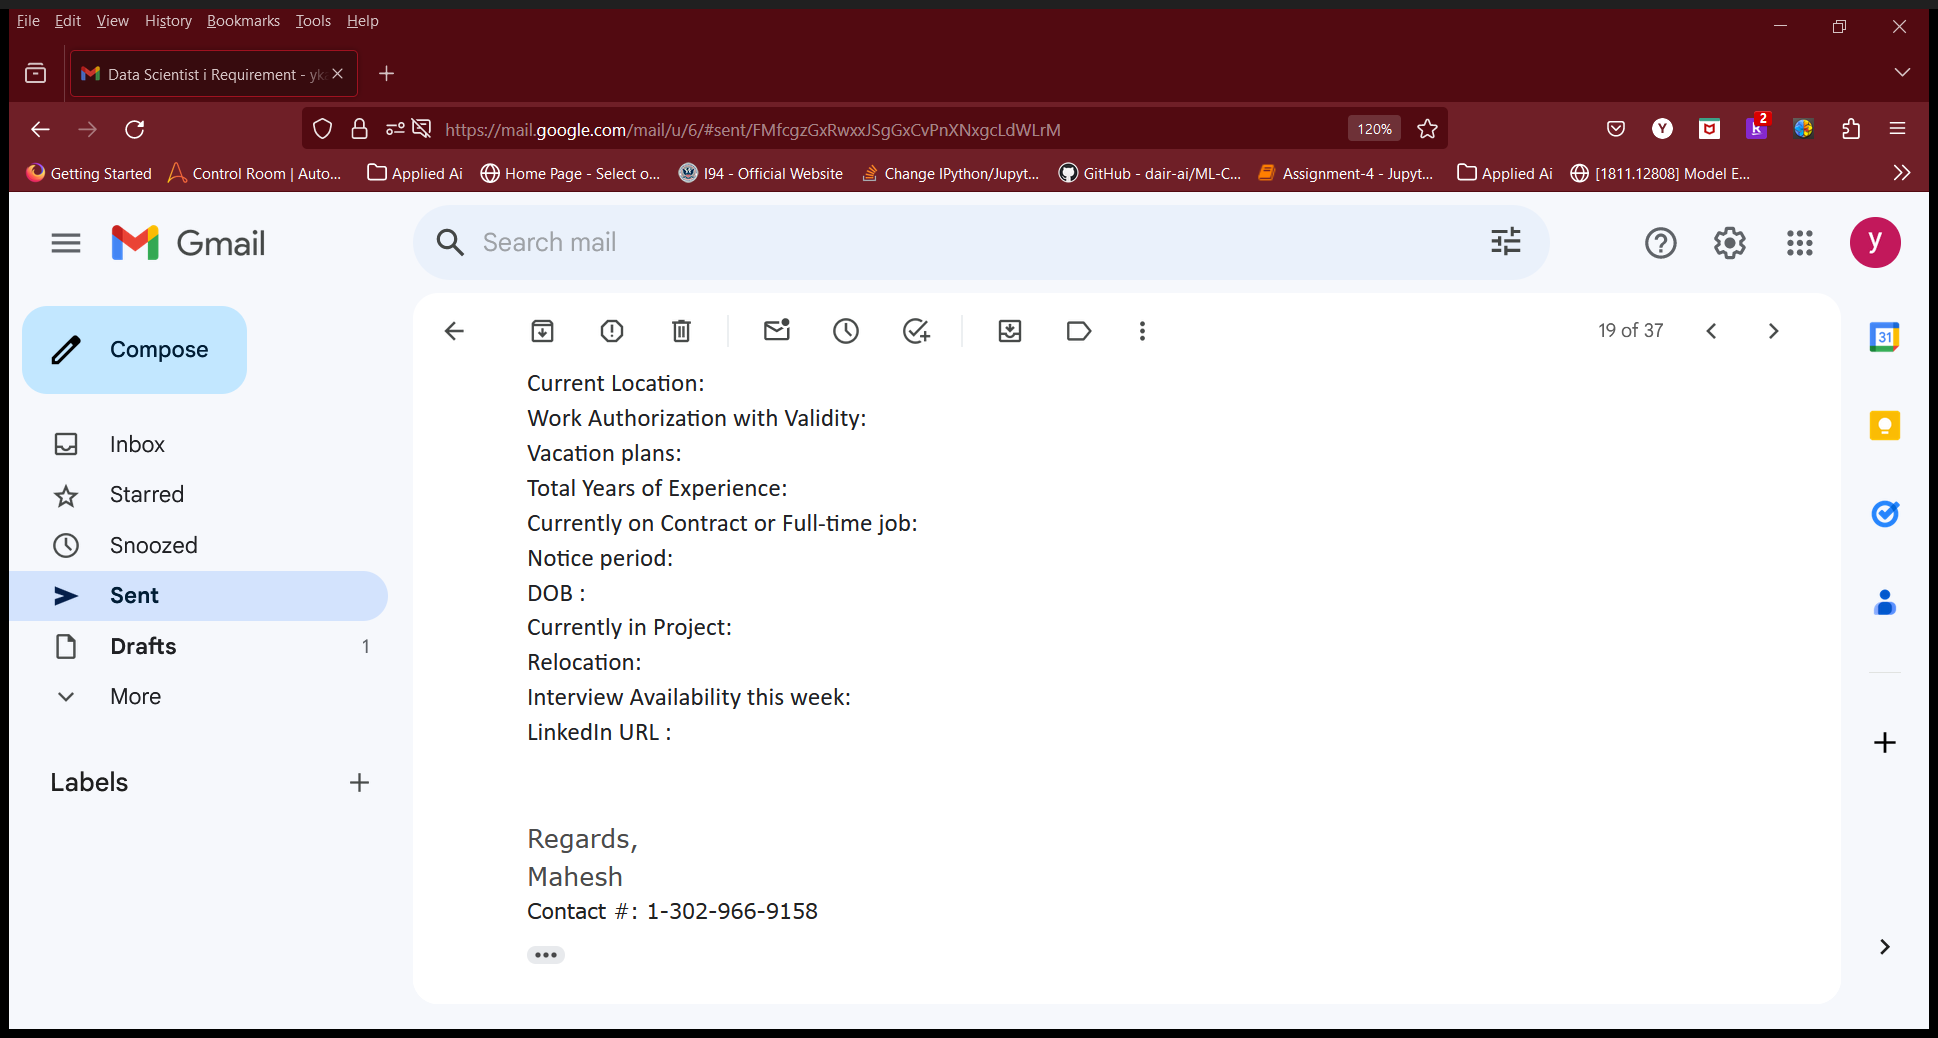 File Edit View History Bookmarks Tools Help
Data Scientist i Requirement - yk
https://mail.google.com/mail/u/6/#sent/FMfcgzGxRwxxJSgGxCvPnXNxgcLdWLrM
120%
Y
2
Getting Started
Control Room | Auto...
Applied Ai
Home Page - Select o...
I94 - Official Website
Change IPython/Jupyt...
GitHub - dair-ai/ML-C...
Assignment-4 - Jupyt...
Applied Ai
[1811.12808] Model E...
Gmail
Search mail
y
Compose
19 of 37
31
Inbox
Starred
Snoozed
Sent
Drafts 1
More
Labels
Current Location:
Work Authorization with Validity:
Vacation plans:
Total Years of Experience:
Currently on Contract or Full-time job:
Notice period:
DOB :
Currently in Project:
Relocation:
Interview Availability this week:
LinkedIn URL :
Regards,
Mahesh
Contact #: 1-302-966-9158